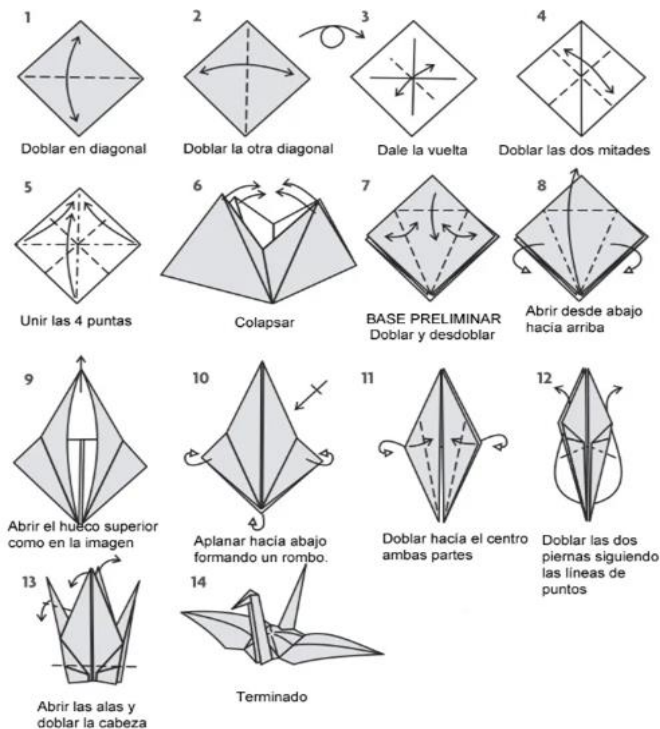 1
Doblar en diagonal
2
Doblar la otra diagonal
3
Dale la vuelta
4
Doblar las dos mitades
5
Unir las 4 puntas
6
Colapsar
7
BASE PRELIMINAR
Doblar y desdoblar
8
Abrir desde abajo
hacía arriba
9
Abrir el hueco superior
como en la imagen
10
Aplanar hacía abajo
formando un rombo.
11
Doblar hacía el centro
ambas partes
12
Doblar las dos
piernas siguiendo
las líneas de
puntos
13
Abrir las alas y
doblar la cabeza
14
Terminado